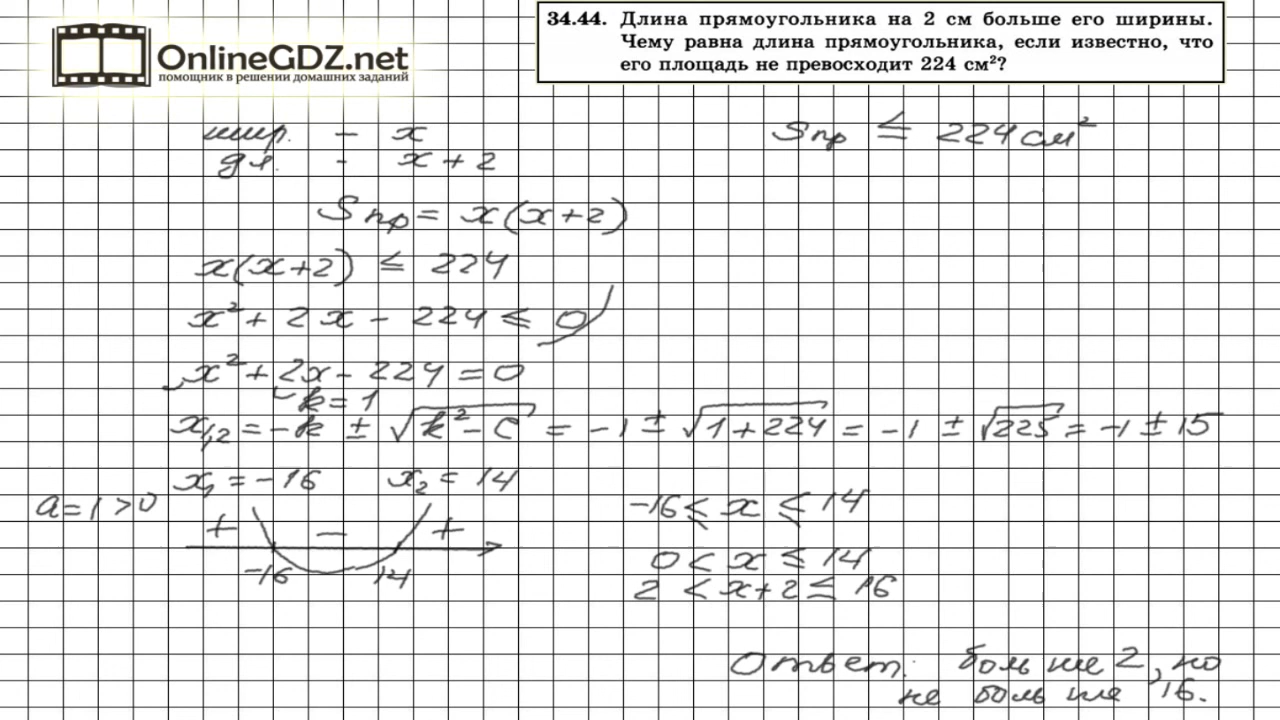 OnlineGDZ.net
помощник в решении домашних заданий
34.44. Длина прямоугольника на 2 см больше его ширины.
Чему равна длина прямоугольника, если известно, что
его площадь не превосходит 224 см²?
шир. - x
дл. - x + 2
Sпр ≤ 224 см²
Sпр = x(x+2)
x(x+2) ≤ 224
x² + 2x - 224 ≤ 0
x² + 2x - 224 = 0
k = 1
x₁,₂ = -k ± √k² - c = -1 ± √1 + 224 = -1 ± √225 = -1 ± 15
x₁ = -16 x₂ = 14
a = 1 > 0
+ - +
-16 14
-16 ≤ x ≤ 14
0 < x ≤ 14
2 < x + 2 ≤ 16
Ответ: больше 2, но
не больше 16.